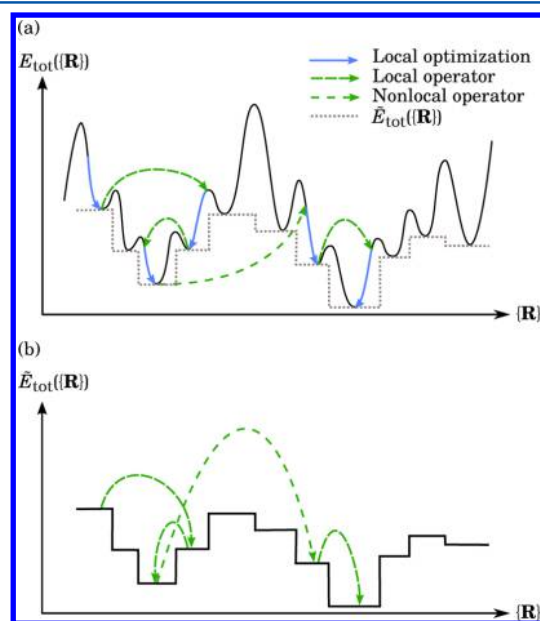 (a)
E_tot({R})
Local optimization
Local operator
Nonlocal operator
Ẽ_tot({R})
{R}
(b)
Ẽ_tot({R})
{R}